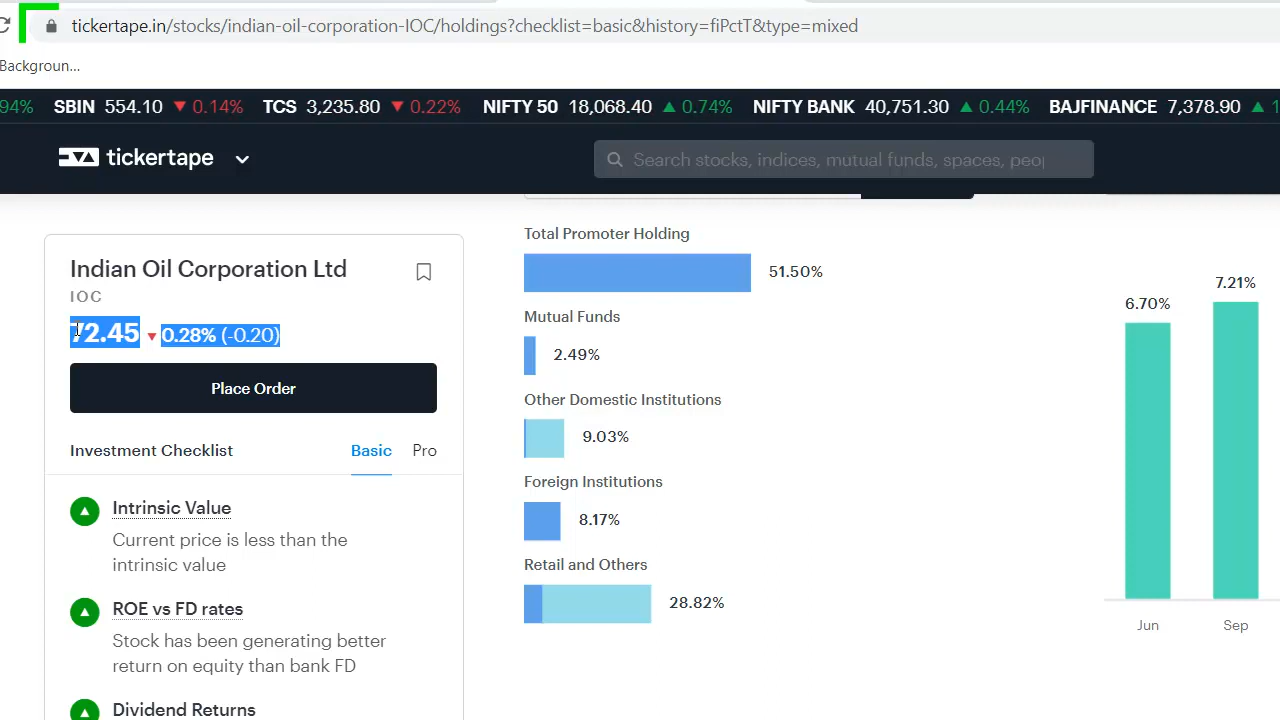 tickertape.in/stocks/indian-oil-corporation-IOC/holdings?checklist=basic&history=fiPctT&type=mixed
Backgroun...
94% SBIN 554.10 ▼ 0.14% TCS 3,235.80 ▼ 0.22% NIFTY 50 18,068.40 ▲ 0.74% NIFTY BANK 40,751.30 ▲ 0.44% BAJFINANCE 7,378.90 ▲ 1
tickertape
Search stocks, indices, mutual funds, spaces, peop
Indian Oil Corporation Ltd
IOC
72.45 ▼ 0.28% (-0.20)
Place Order
Investment Checklist Basic Pro
Intrinsic Value
Current price is less than the
intrinsic value
ROE vs FD rates
Stock has been generating better
return on equity than bank FD
Dividend Returns
Total Promoter Holding
51.50%
Mutual Funds
2.49%
Other Domestic Institutions
9.03%
Foreign Institutions
8.17%
Retail and Others
28.82%
7.21%
6.70%
Jun Sep